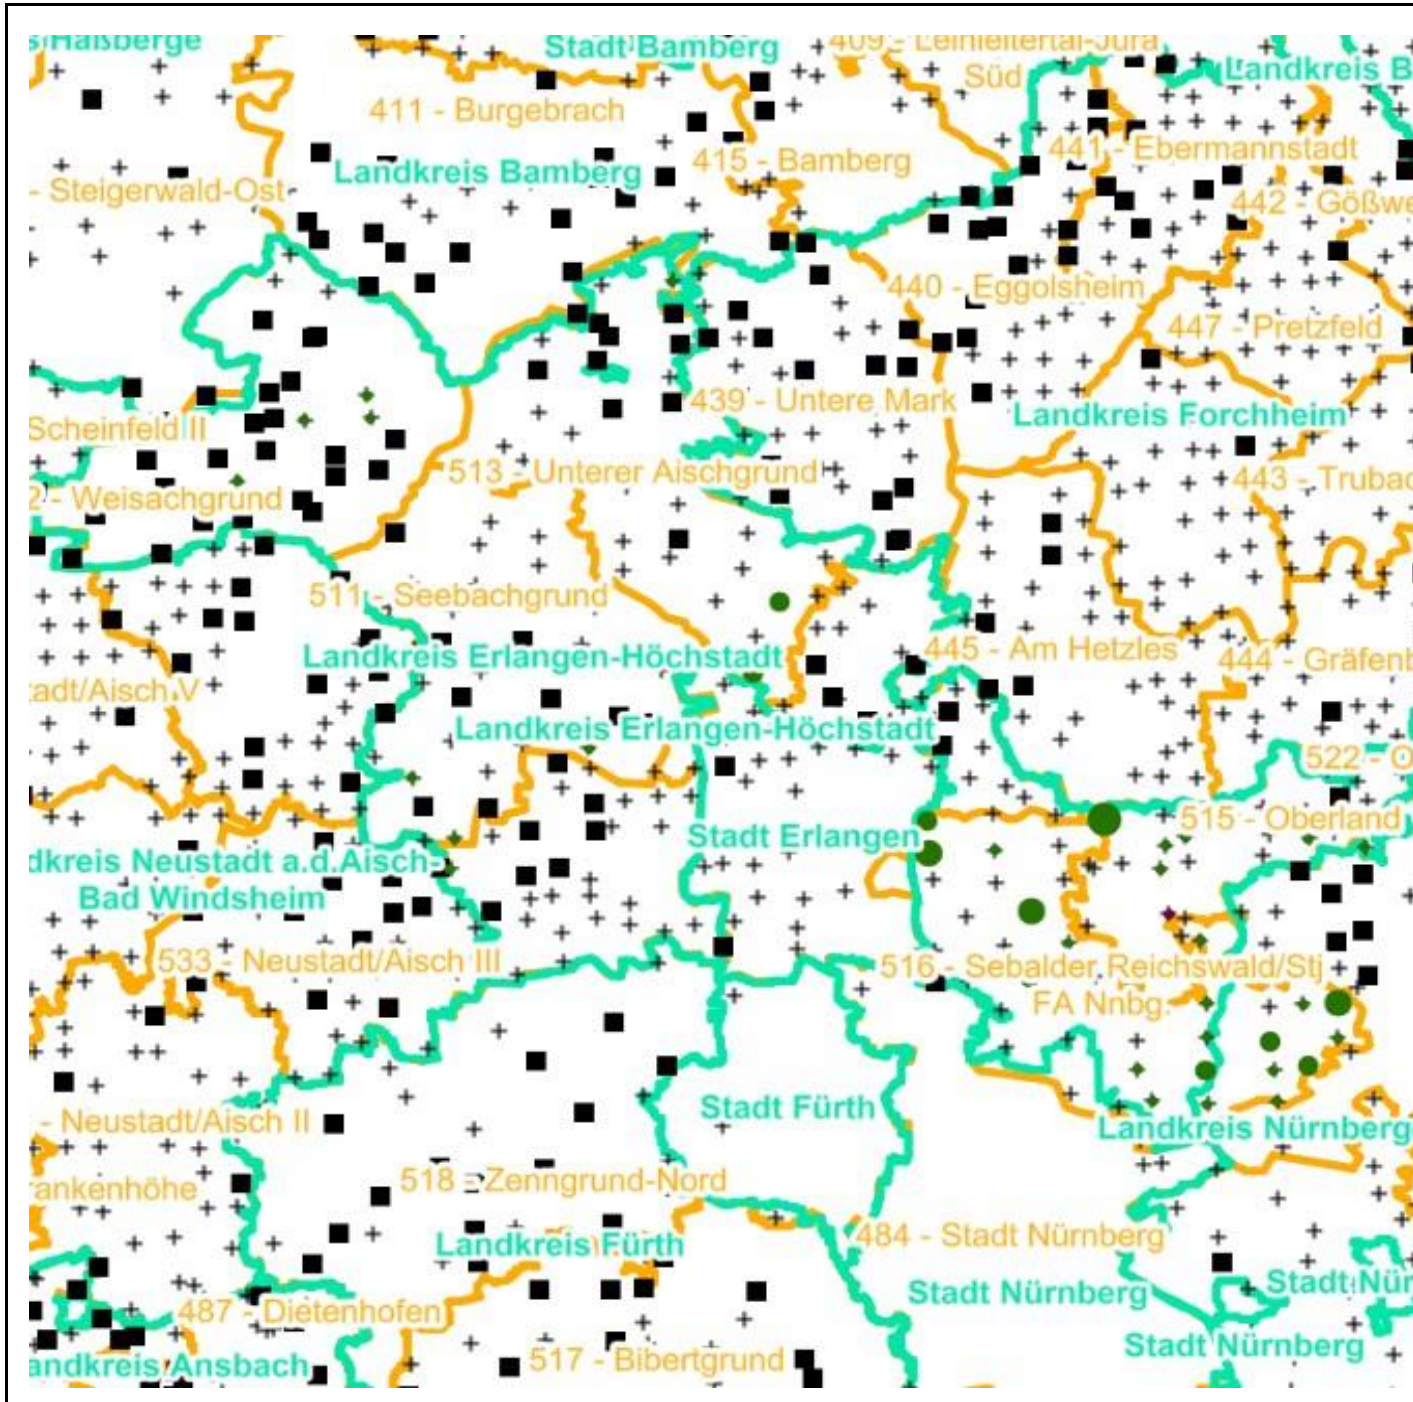 s Haßberge
Stadt Bamberg
409 - Leinleitertal-Jura
Süd
Landkreis B
411 - Burgebrach
415 - Bamberg
441 - Ebermannstadt
Landkreis Bamberg
- Steigerwald-Ost
442 - Gößwe
440 - Eggolsheim
447 - Pretzfeld
439 - Untere Mark
Landkreis Forchheim
Scheinfeld II
513 - Unterer Aischgrund
443 - Trubac
2 - Weisachgrund
511 - Seebachgrund
445 - Am Hetzles
Landkreis Erlangen-Höchstadt
444 - Gräfenb
tadt/Aisch V
Landkreis Erlangen-Höchstadt
522 - O
515 - Oberland
Stadt Erlangen
dkreis Neustadt a.d.Aisch-
Bad Windsheim
533 - Neustadt/Aisch III
516 - Sebalder Reichswald/Stj
FA Nnbg.
Stadt Fürth
- Neustadt/Aisch II
Landkreis Nürnberg
518 - Zenngrund-Nord
rankenhöhe
484 - Stadt Nürnberg
Landkreis Fürth
Stadt Nürnberg
Stadt Nür
487 - Dietenhofen
Stadt Nürnberg
517 - Bibertgrund
andkreis Ansbach